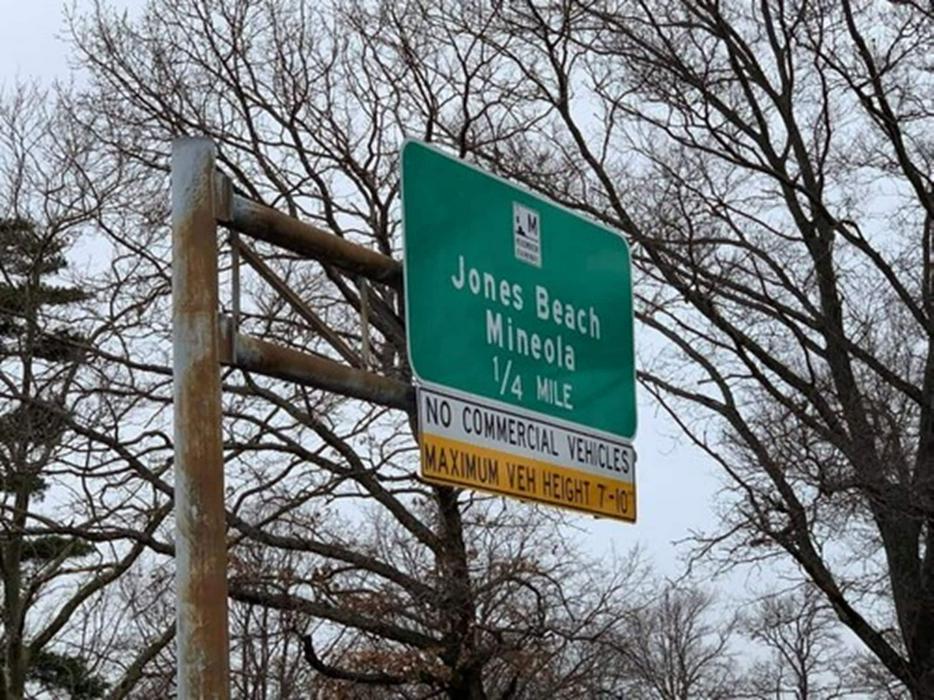 M
Jones Beach
Mineola
1/4 MILE
NO COMMERCIAL VEHICLES
MAXIMUM VEH HEIGHT 7'-10"